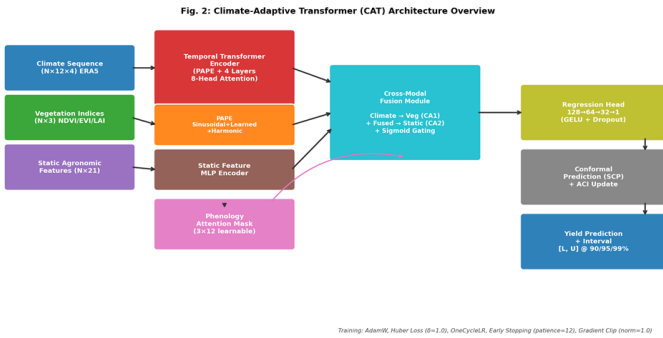 Fig. 2: Climate-Adaptive Transformer (CAT) Architecture Overview
Climate Sequence
(N×12×4) ERA5
Vegetation Indices
(N×3) NDVI/EVI/LAI
Static Agronomic
Features (N×21)
Temporal Transformer
Encoder
(PAPE + 4 Layers
8-Head Attention)
PAPE
Sinusoidal+Learned
+Harmonic
Static Feature
MLP Encoder
Phenology
Attention Mask
(3×12 learnable)
Cross-Modal
Fusion Module
Climate → Veg (CA1)
+ Fused → Static (CA2)
+ Sigmoid Gating
Regression Head
128→64→32→1
(GELU + Dropout)
Conformal
Prediction (SCP)
+ ACI Update
Yield Prediction
+ Interval
[L, U] @ 90/95/99%
Training: AdamW, Huber Loss (δ=1.0), OneCycleLR, Early Stopping (patience=12), Gradient Clip (norm=1.0)